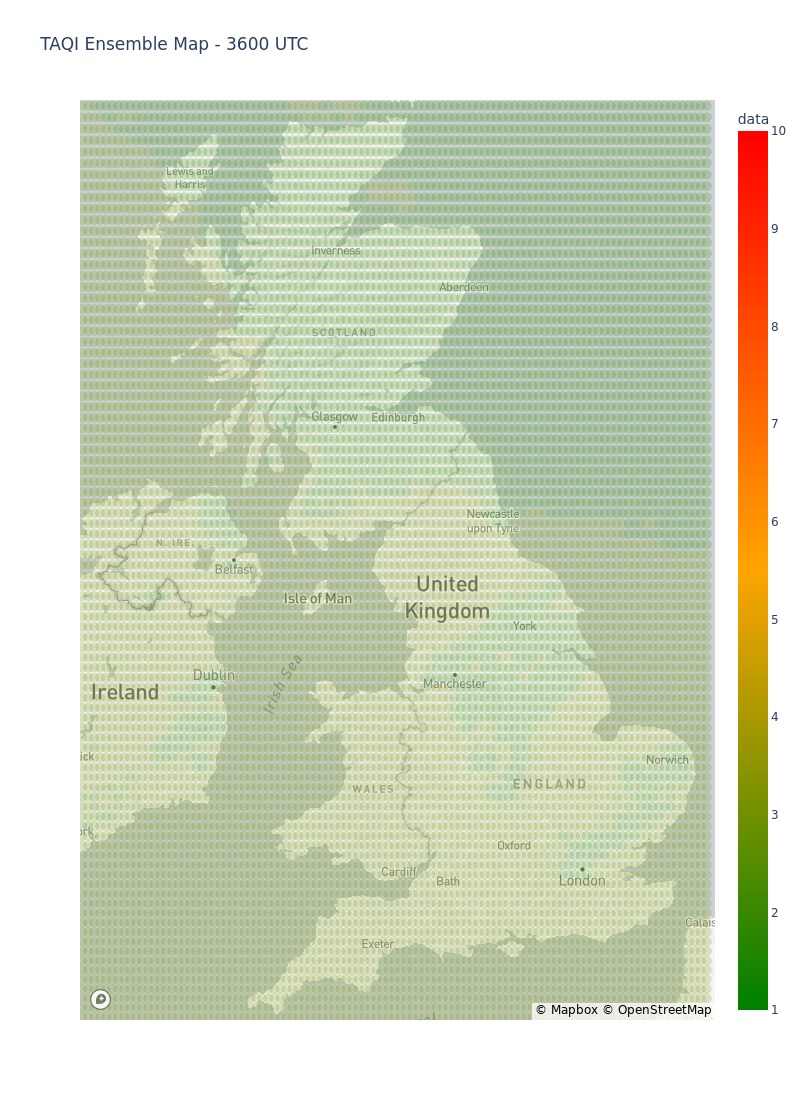 TAQI Ensemble Map - 3600 UTC
data
10
9
8
7
6
5
4
3
2
1
Lewis and
Harris
Inverness
Aberdeen
SCOTLAND
Glasgow
Edinburgh
Newcastle
upon Tyne
N. IRE.
Belfast
Isle of Man
United
Kingdom
York
Dublin
Manchester
Irish Sea
Ireland
ick
Norwich
WALES
ENGLAND
ork
Oxford
Cardiff
Bath
London
Calais
Exeter
© Mapbox © OpenStreetMap